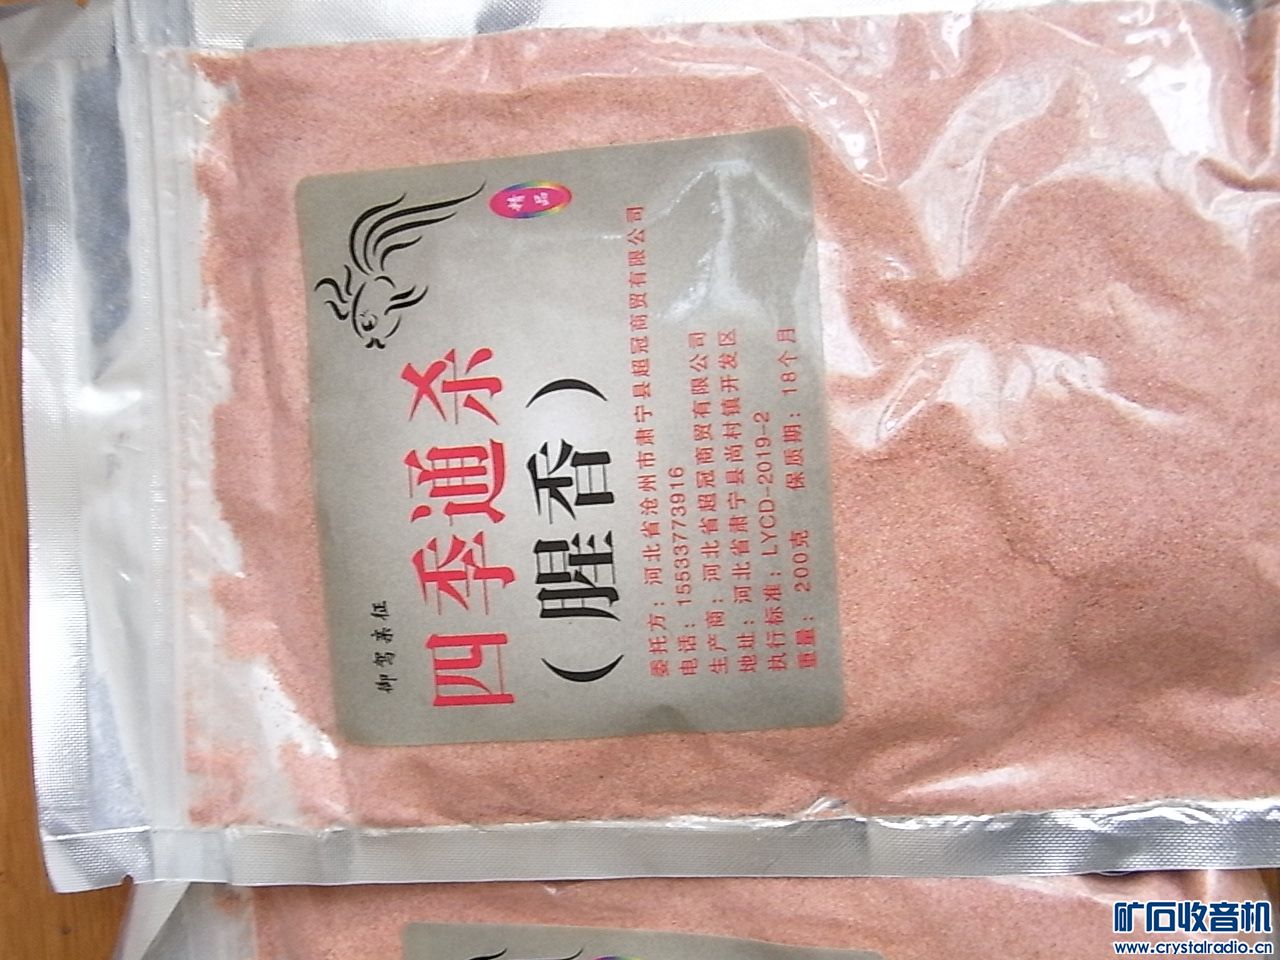 御驾亲征
精品
四季通杀
（腥香）
委托方：河北省沧州市肃宁县超冠商贸有限公司
电话：15533773916
生产商：河北省超冠商贸有限公司
地址：河北省肃宁县尚村镇开发区
执行标准：LYCD-2019-2
重量：200克 保质期：18个月
矿石收音机
www.crystalradio.cn